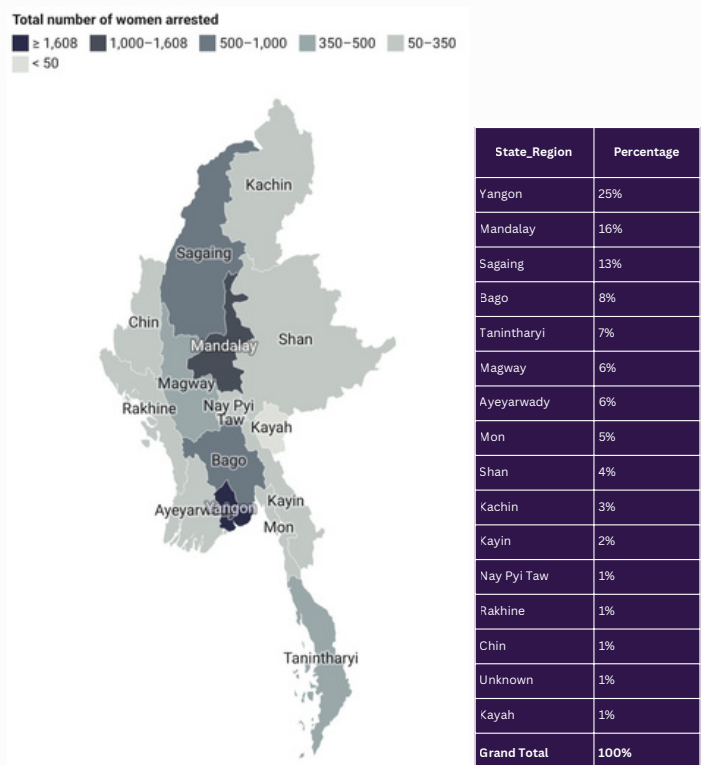 Total number of women arrested
≥ 1,608 1,000–1,608 500–1,000 350–500 50–350
< 50
Kachin
Sagaing
Chin
Mandalay
Shan
Magway
Rakhine
Nay Pyi
Taw
Kayah
Bago
Ayeyarw
Yangon
Kayin
Mon
Tanintharyi
State_Region Percentage
Yangon 25%
Mandalay 16%
Sagaing 13%
Bago 8%
Tanintharyi 7%
Magway 6%
Ayeyarwady 6%
Mon 5%
Shan 4%
Kachin 3%
Kayin 2%
Nay Pyi Taw 1%
Rakhine 1%
Chin 1%
Unknown 1%
Kayah 1%
Grand Total 100%